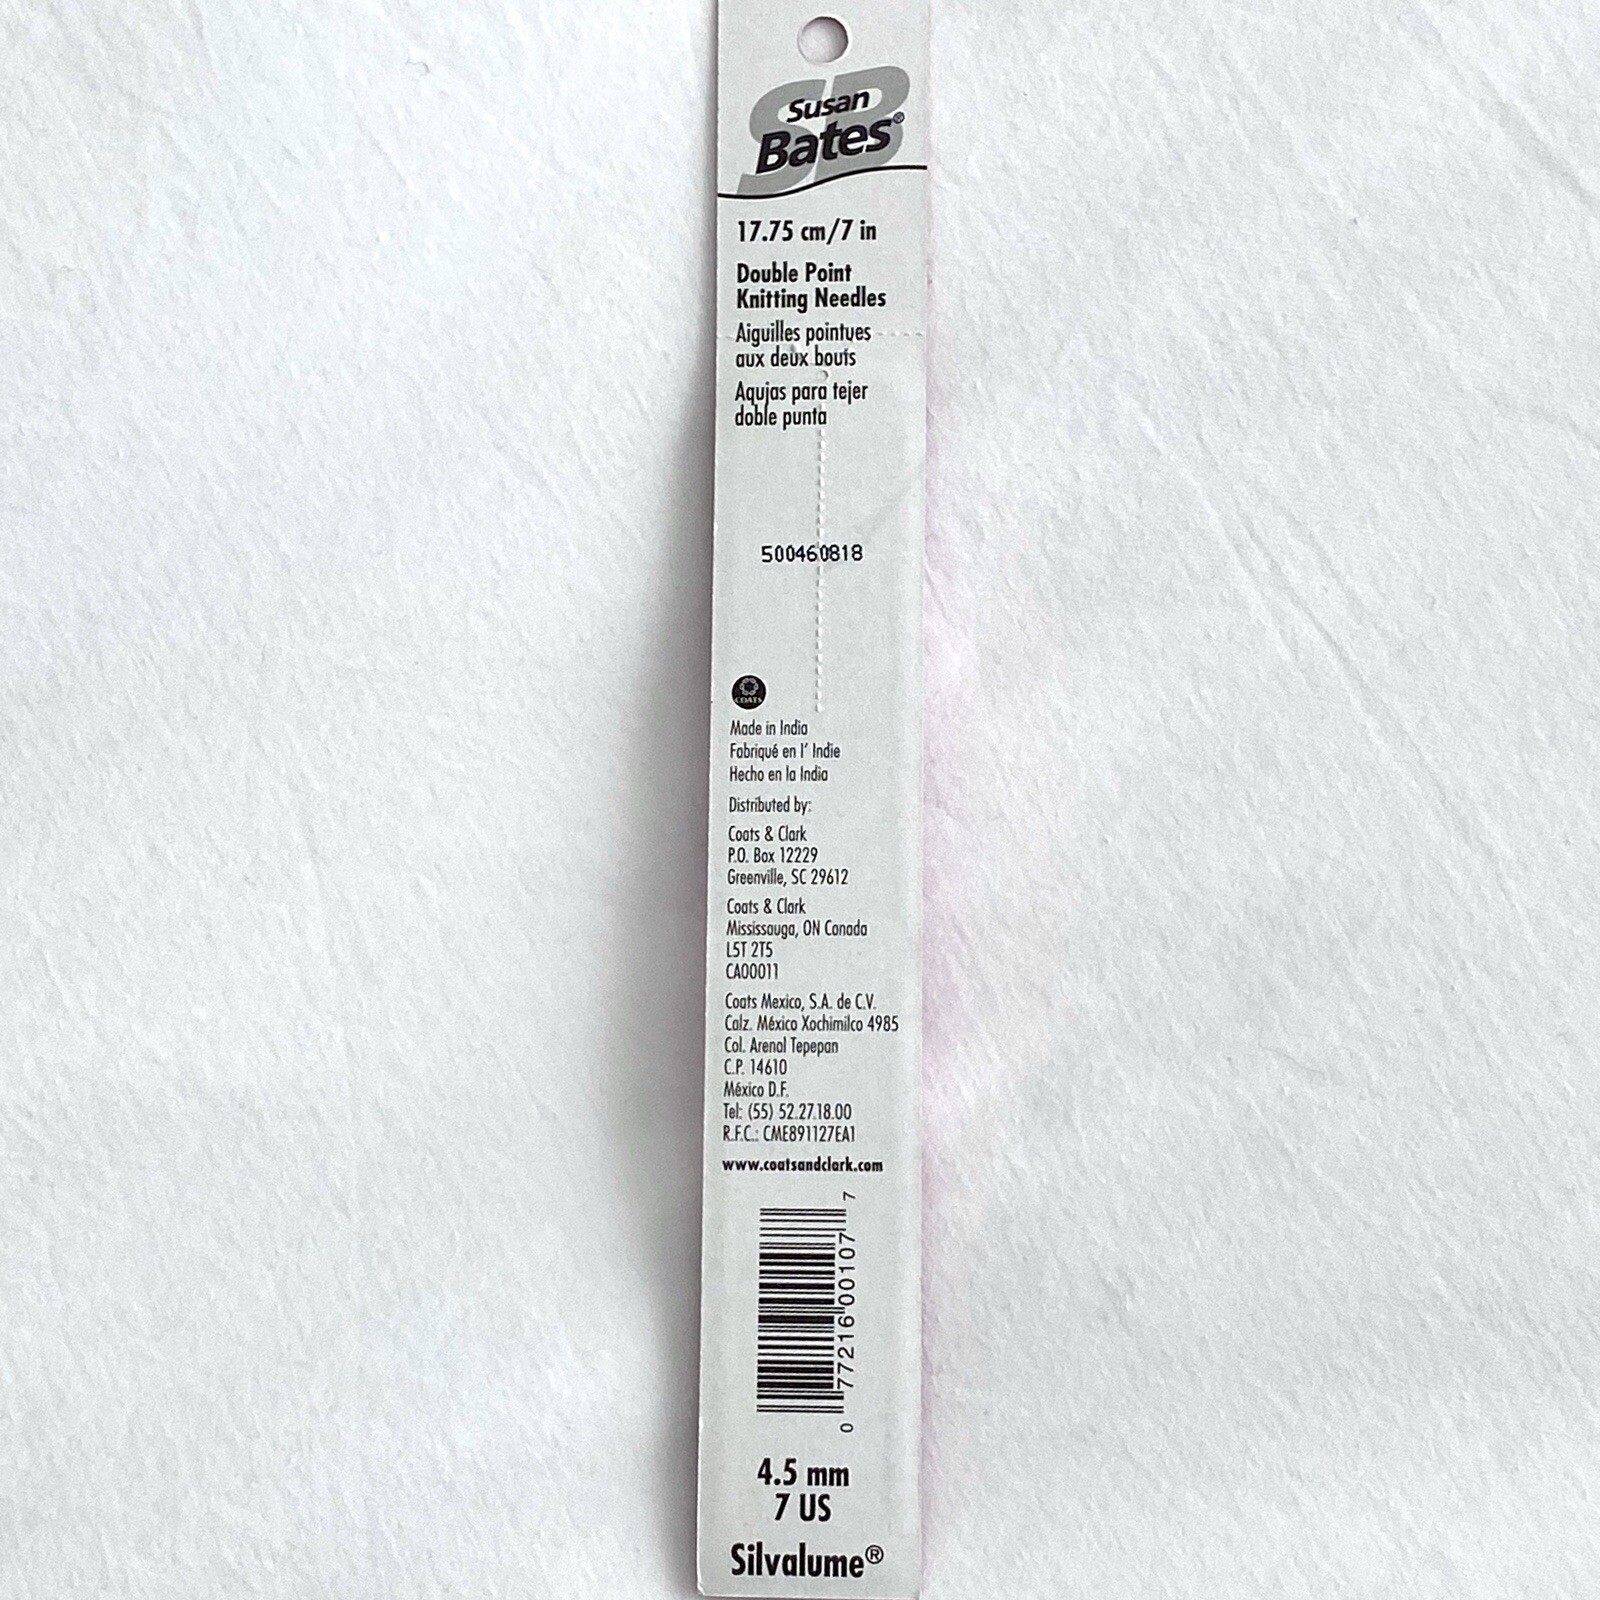 SB
Susan
Bates®
17.75 cm/7 in
Double Point
Knitting Needles
Aiguilles pointues
aux deux bouts
Aqujas para tejer
doble punta
500460818
COATS
Made in India
Fabriqué en l' Indie
Hecho en la India
Distributed by:
Coats & Clark
P.O. Box 12229
Greenville, SC 29612
Coats & Clark
Mississauga, ON Canada
L5T 2T5
CA00011
Coats Mexico, S.A. de C.V.
Calz. México Xochimilco 4985
Col. Arenal Tepepan
C.P. 14610
México D.F.
Tel: (55) 52.27.18.00
R.F.C.: CME891127EA1
www.coatsandclark.com
0 77216 00107 7
4.5 mm
7 US
Silvalume®